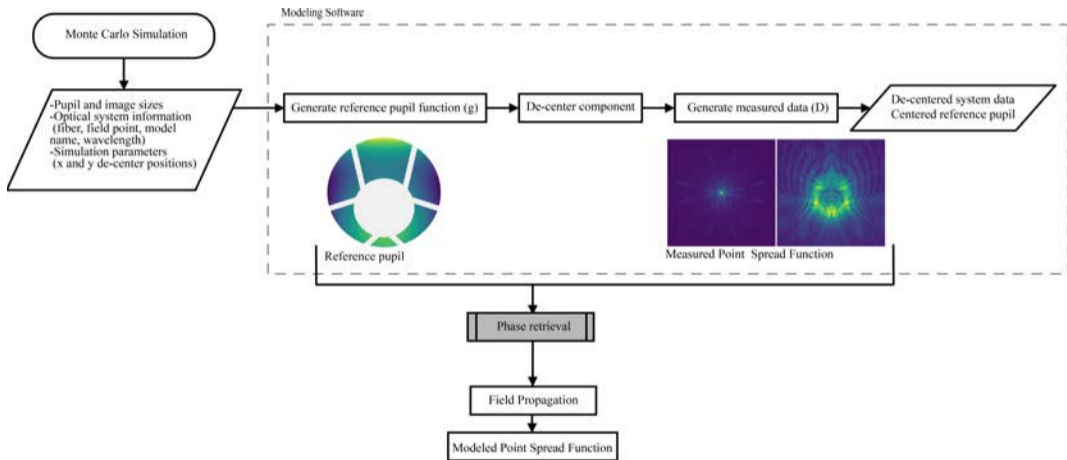 Modeling Software
Monte Carlo Simulation
-Pupil and image sizes
-Optical system information
(fiber, field point, model
name, wavelength)
-Simulation parameters
(x and y de-center positions)
Generate reference pupil function (g)
De-center component
Generate measured data (D)
De-centered system data
Centered reference pupil
Reference pupil
Measured Point Spread Function
Phase retrieval
Field Propagation
Modeled Point Spread Function